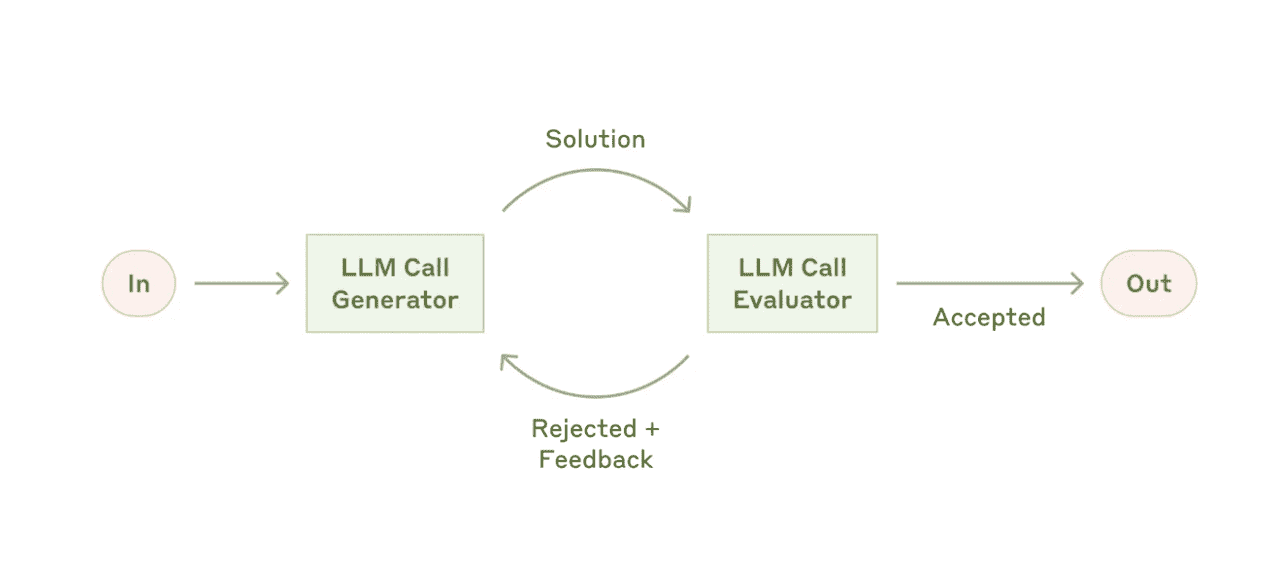 Solution
In
LLM Call
Generator
LLM Call
Evaluator
Accepted
Out
Rejected +
Feedback